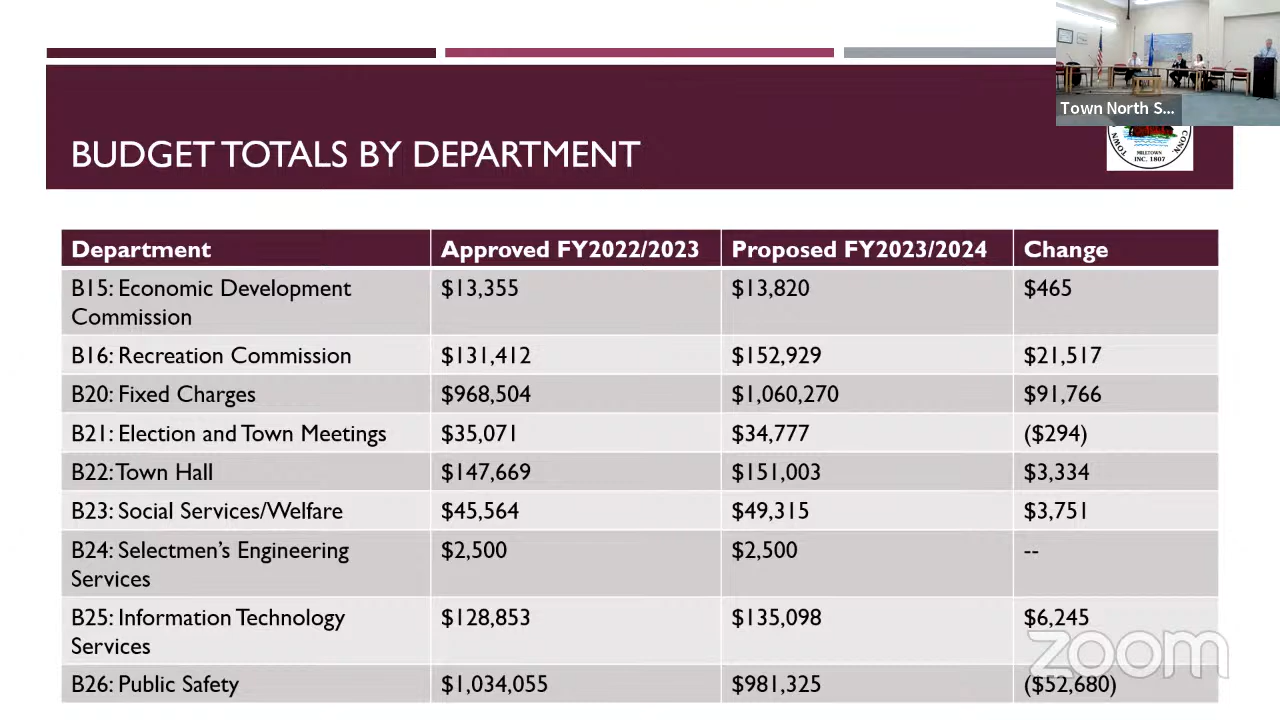 Town North S...
BUDGET TOTALS BY DEPARTMENT
TOWN CONN.
MILLTOWN
INC. 1807
Department Approved FY2022/2023 Proposed FY2023/2024 Change
B15: Economic Development
Commission $13,355 $13,820 $465
B16: Recreation Commission $131,412 $152,929 $21,517
B20: Fixed Charges $968,504 $1,060,270 $91,766
B21: Election and Town Meetings $35,071 $34,777 ($294)
B22: Town Hall $147,669 $151,003 $3,334
B23: Social Services/Welfare $45,564 $49,315 $3,751
B24: Selectmen's Engineering
Services $2,500 $2,500 --
B25: Information Technology
Services $128,853 $135,098 $6,245
B26: Public Safety $1,034,055 $981,325 ($52,680)
zoom